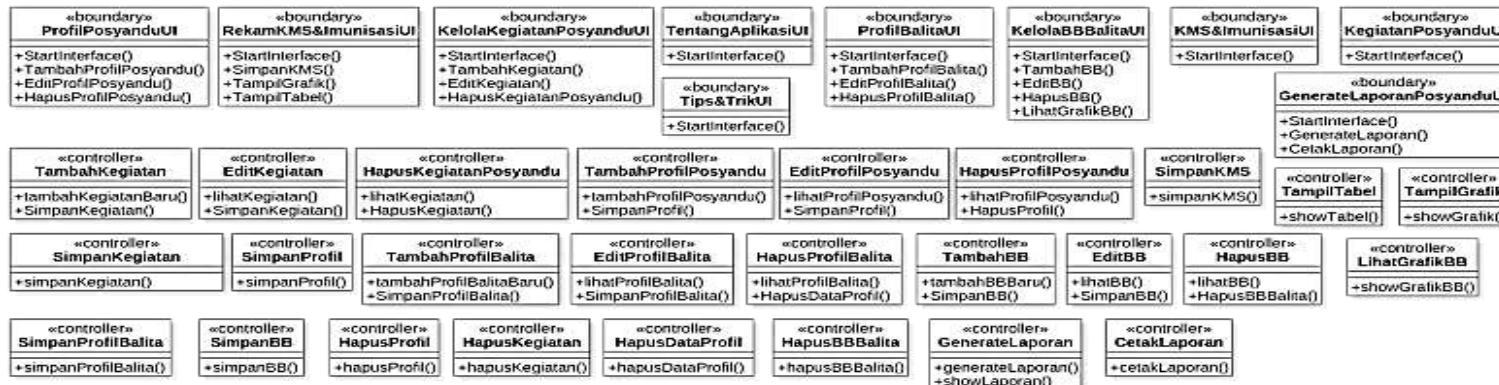 «boundary»
ProfilPosyanduUI
+StartInterface()
+TambahProfilPosyandu()
+EditProfilPosyandu()
+HapusProfilPosyandu()
«boundary»
RekamKMS&ImunisasiUI
+StartInterface()
+SimpanKMS()
+TampilGrafik()
+TampilTabel()
«boundary»
KelolaKegiatanPosyanduUI
+StartInterface()
+TambahKegiatan()
+EditKegiatan()
+HapusKegiatanPosyandu()
«boundary»
TentangAplikasiUI
+StartInterface()
«boundary»
Tips&TrikUI
+StartInterface()
«boundary»
ProfilBalitaUI
+StartInterface()
+TambahProfilBalita()
+EditProfilBalita()
+HapusProfilBalita()
«boundary»
KelolaBBBalitaUI
+StartInterface()
+TambahBB()
+EditBB()
+HapusBB()
+LihatGrafikBB()
«boundary»
KMS&ImunisasiUI
+StartInterface()
«boundary»
KegiatanPosyanduU
+StartInterface()
«boundary»
GenerateLaporanPosyanduU
+StartInterface()
+GenerateLaporan()
+CetakLaporan()
«controller»
TambahKegiatan
+tambahKegiatanBaru()
+SimpanKegiatan()
«controller»
EditKegiatan
+lihatKegiatan()
+SimpanKegiatan()
«controller»
HapusKegiatanPosyandu
+lihatKegiatan()
+HapusKegiatan()
«controller»
TambahProfilPosyandu
+tambahProfilPosyandu()
+SimpanProfil()
«controller»
EditProfilPosyandu
+lihatProfilPosyandu()
+SimpanProfil()
«controller»
HapusProfilPosyandu
+lihatProfilPosyandu()
+HapusProfil()
«controller»
SimpanKMS
+simpanKMS()
«controller»
TampilTabel
+showTabel()
«controller»
TampilGrafik
+showGrafik()
«controller»
SimpanKegiatan
+simpanKegiatan()
«controller»
SimpanProfil
+simpanProfil()
«controller»
TambahProfilBalita
+tambahProfilBalitaBaru()
+SimpanProfilBalita()
«controller»
EditProfilBalita
+lihatProfilBalita()
+SimpanProfilBalita()
«controller»
HapusProfilBalita
+lihatProfilBalita()
+HapusDataProfil()
«controller»
TambahBB
+tambahBBBaru()
+SimpanBB()
«controller»
EditBB
+lihatBB()
+SimpanBB()
«controller»
HapusBB
+lihatBB()
+HapusBBBalita()
«controller»
LihatGrafikBB
+showGrafikBB()
«controller»
SimpanProfilBalita
+simpanProfilBalita()
«controller»
SimpanBB
+simpanBB()
«controller»
HapusProfil
+hapusProfil()
«controller»
HapusKegiatan
+hapusKegiatan()
«controller»
HapusDataProfil
+hapusDataProfil()
«controller»
HapusBBBalita
+hapusBBBalita()
«controller»
GenerateLaporan
+generateLaporan()
+showLaporan()
«controller»
CetakLaporan
+cetakLaporan()